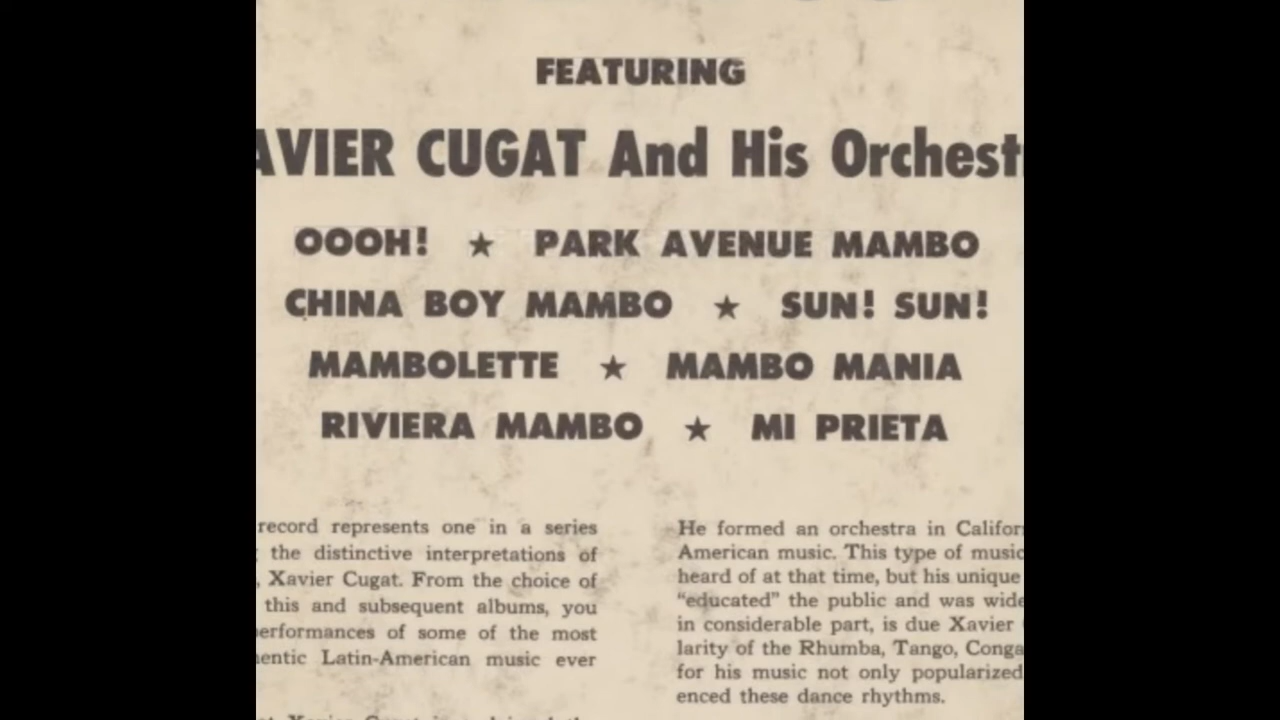 FEATURING
AVIER CUGAT And His Orchest
OOOH! ★ PARK AVENUE MAMBO
CHINA BOY MAMBO ★ SUN! SUN!
MAMBOLETTE ★ MAMBO MANIA
RIVIERA MAMBO ★ MI PRIETA
record represents one in a series
the distinctive interpretations of
, Xavier Cugat. From the choice of
this and subsequent albums, you
erformances of some of the most
entic Latin-American music ever
He formed an orchestra in Califor
American music. This type of music
heard of at that time, but his unique
"educated" the public and was wide
in considerable part, is due Xavier
larity of the Rhumba, Tango, Conga
for his music not only popularized
enced these dance rhythms.